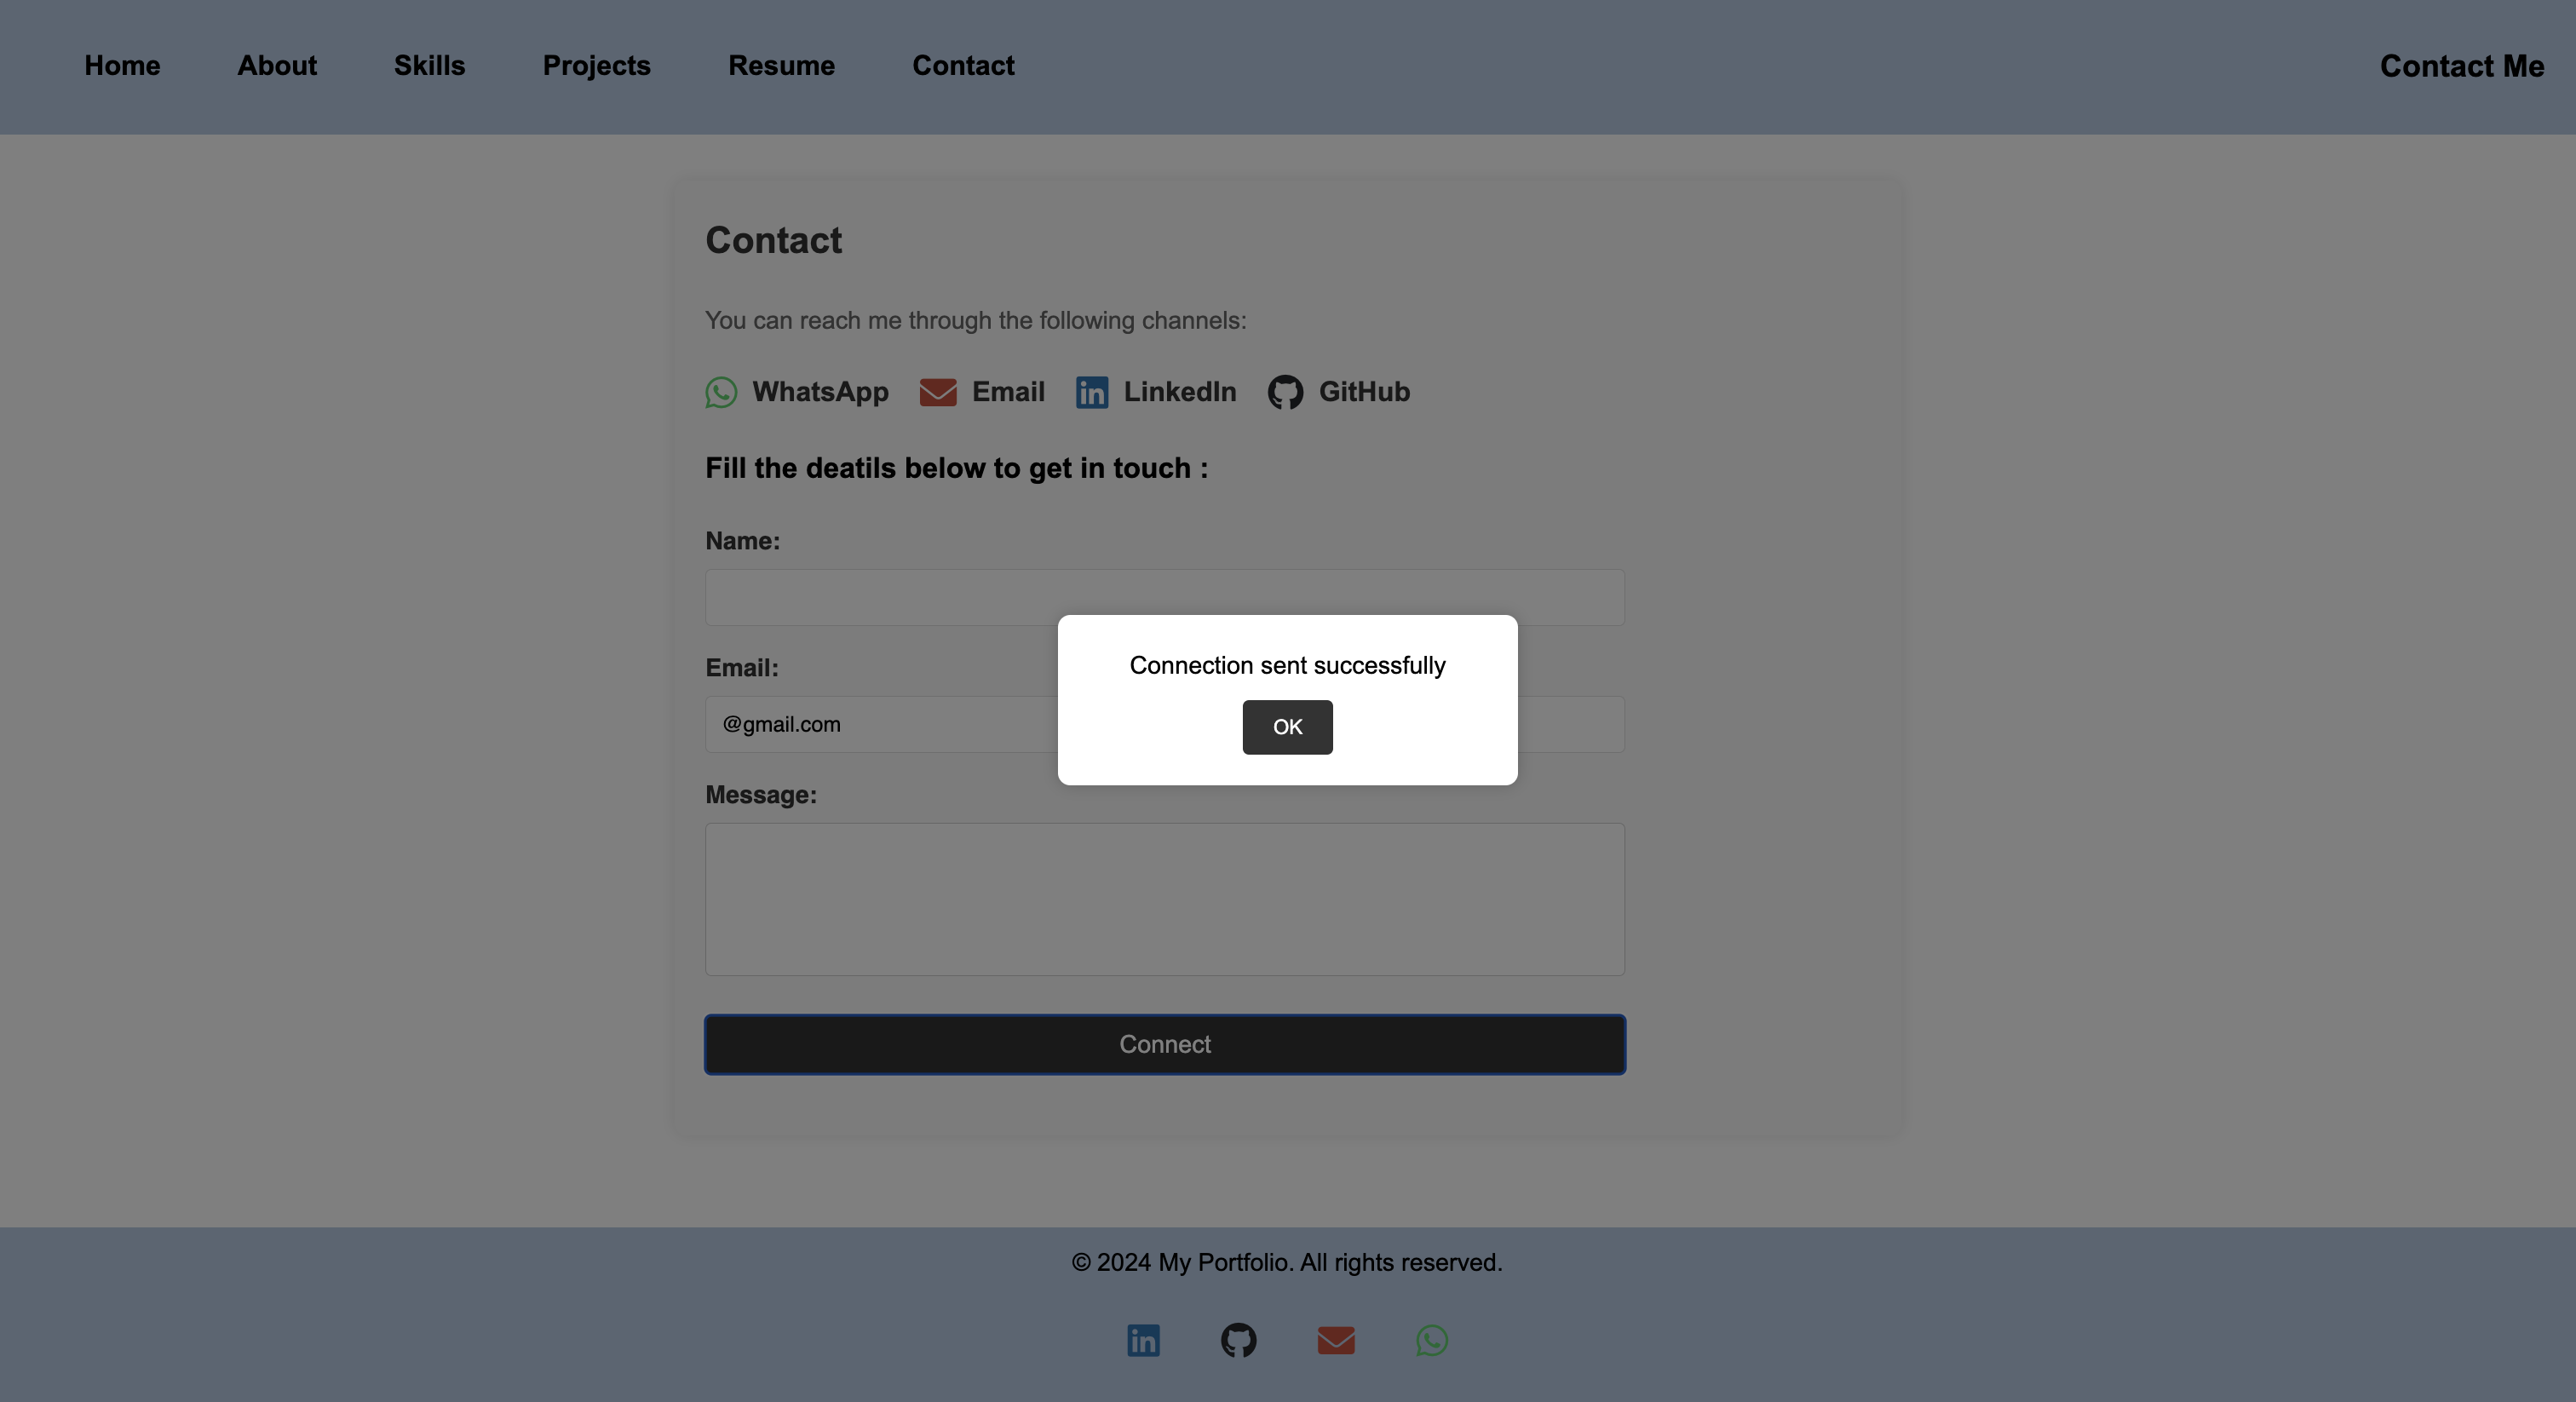 Home About Skills Projects Resume Contact Contact Me
Contact
You can reach me through the following channels:
WhatsApp Email LinkedIn GitHub
Fill the deatils below to get in touch :
Name:
Email:
@gmail.com
Connection sent successfully
OK
Message:
Connect
© 2024 My Portfolio. All rights reserved.